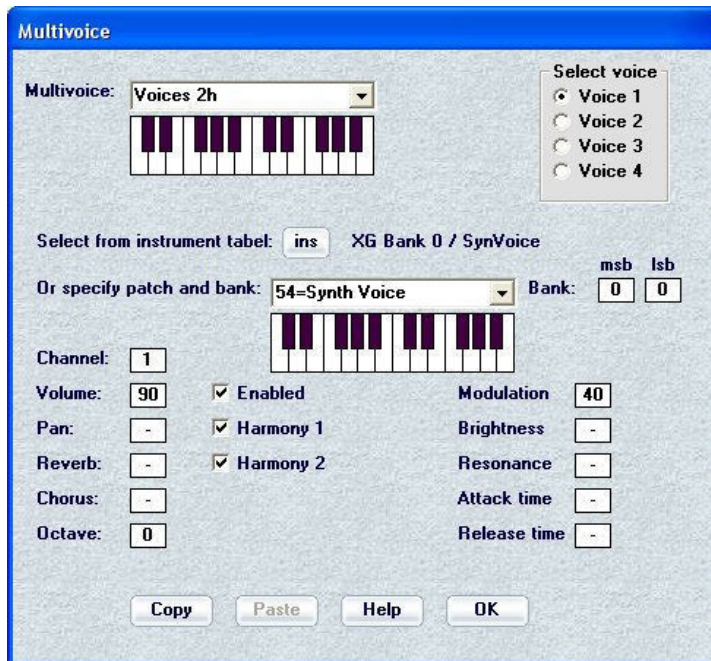 Multivoice
Multivoice: Voices 2h
Select voice
Voice 1
Voice 2
Voice 3
Voice 4
Select from instrument tabel: ins XG Bank 0 / SynVoice
msb lsb
Or specify patch and bank: 54=Synth Voice Bank: 0 0
Channel: 1
Volume: 90 Enabled Modulation 40
Pan: - Harmony 1 Brightness -
Reverb: - Harmony 2 Resonance -
Chorus: - Attack time -
Octave: 0 Release time -
Copy Paste Help OK